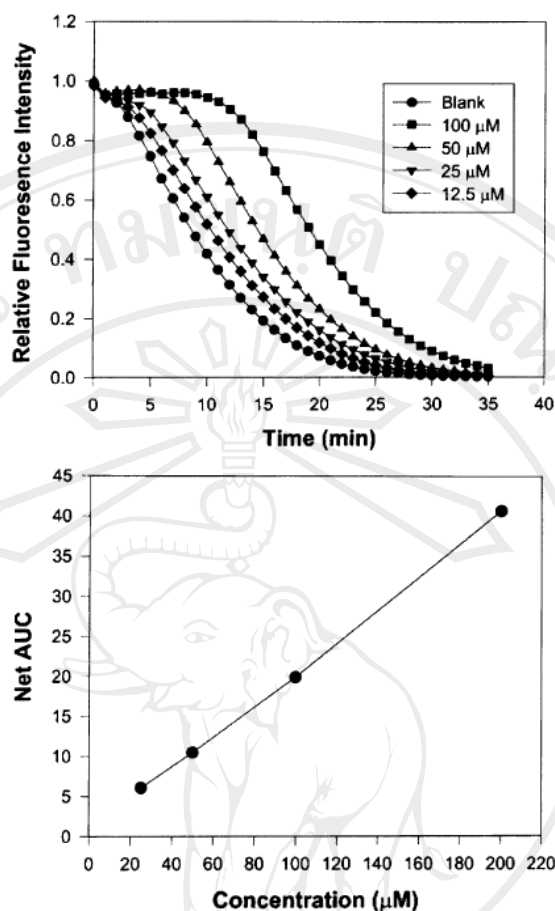 1.2
1.0
0.8
0.6
0.4
0.2
0.0
Relative Fluoresence Intensity
Blank
100 µM
50 µM
25 µM
12.5 µM
0 5 10 15 20 25 30 35 40
Time (min)
45
40
35
30
25
20
15
10
5
0
Net AUC
0 20 40 60 80 100 120 140 160 180 200 220
Concentration (µM)